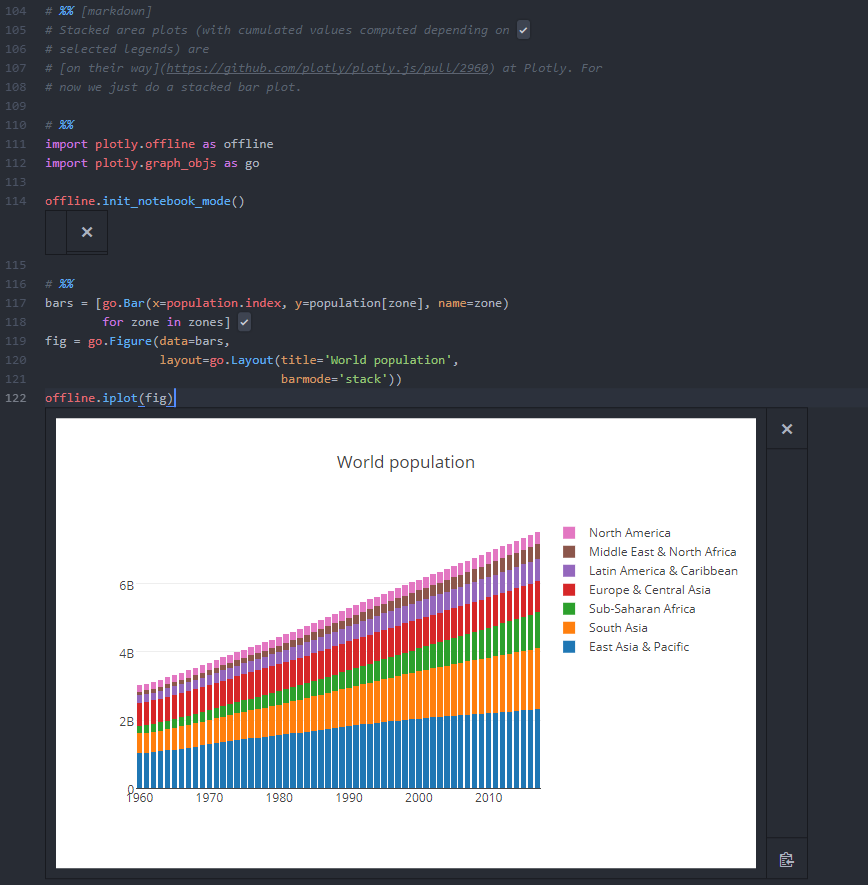 104 # %% [markdown]
105 # Stacked area plots (with cumulated values computed depending on
106 # selected legends) are
107 # [on their way](https://github.com/plotly/plotly.js/pull/2960) at Plotly. For
108 # now we just do a stacked bar plot.
109
110 # %%
111 import plotly.offline as offline
112 import plotly.graph_objs as go
113
114 offline.init_notebook_mode()
115
116 # %%
117 bars = [go.Bar(x=population.index, y=population[zone], name=zone)
118 for zone in zones]
119 fig = go.Figure(data=bars,
120 layout=go.Layout(title='World population',
121 barmode='stack'))
122 offline.iplot(fig)
World population
North America
Middle East & North Africa
Latin America & Caribbean
Europe & Central Asia
Sub-Saharan Africa
South Asia
East Asia & Pacific
6B
4B
2B
0
1960 1970 1980 1990 2000 2010